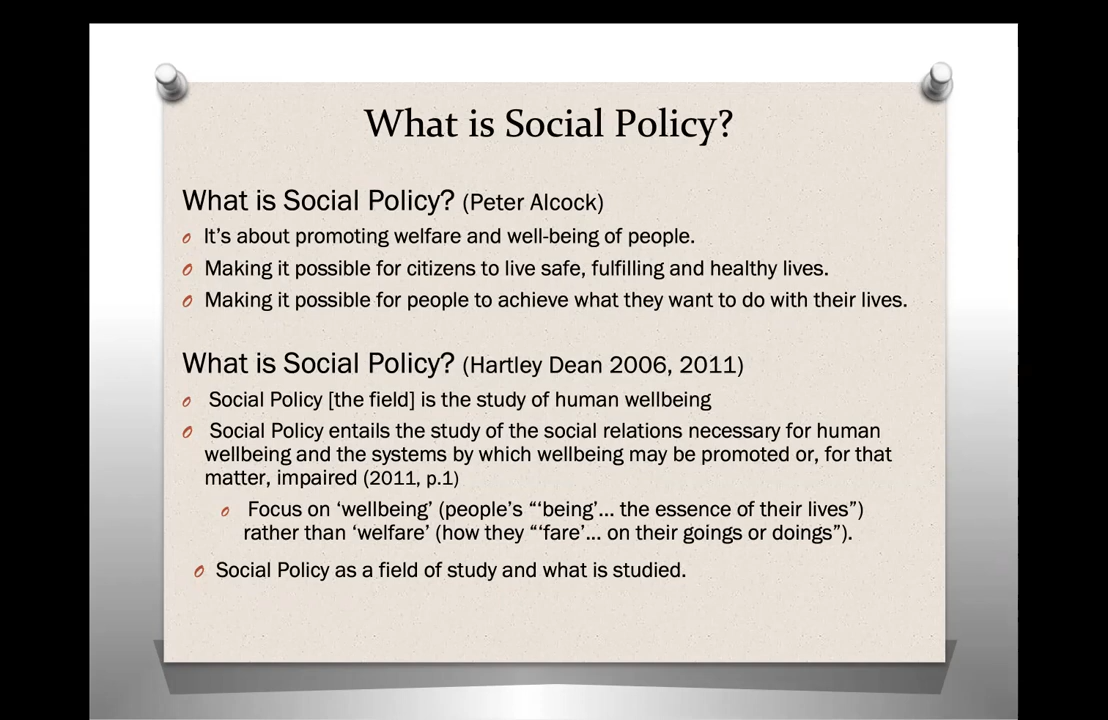 What is Social Policy?
What is Social Policy? (Peter Alcock)
It's about promoting welfare and well-being of people.
Making it possible for citizens to live safe, fulfilling and healthy lives.
Making it possible for people to achieve what they want to do with their lives.
What is Social Policy? (Hartley Dean 2006, 2011)
Social Policy [the field] is the study of human wellbeing
Social Policy entails the study of the social relations necessary for human
wellbeing and the systems by which wellbeing may be promoted or, for that
matter, impaired (2011, p.1)
Focus on ‘wellbeing’ (people's “‘being’... the essence of their lives”)
rather than ‘welfare’ (how they “‘fare’... on their goings or doings”).
Social Policy as a field of study and what is studied.